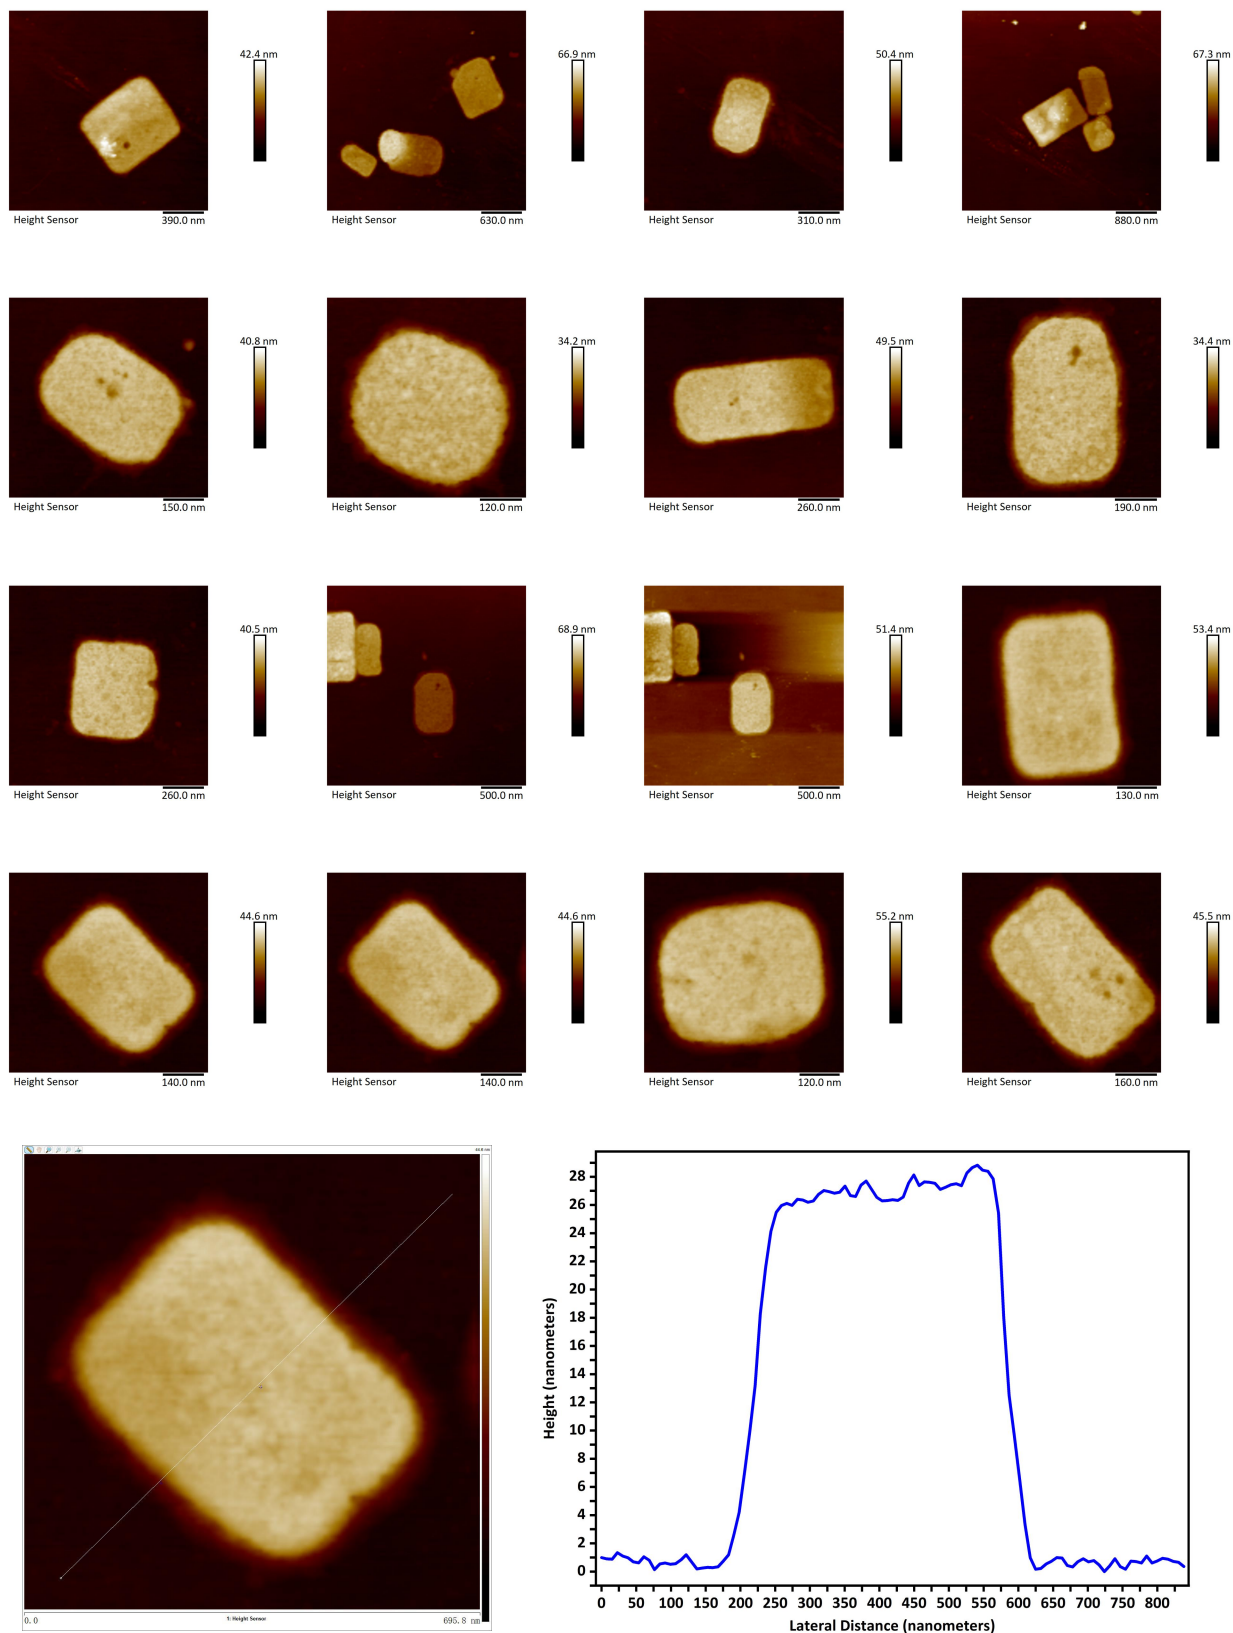 42.4 nm
66.9 nm
50.4 nm
67.3 nm
Height Sensor 390.0 nm
Height Sensor 630.0 nm
Height Sensor 310.0 nm
Height Sensor 880.0 nm
40.8 nm
34.2 nm
49.5 nm
34.4 nm
Height Sensor 150.0 nm
Height Sensor 120.0 nm
Height Sensor 260.0 nm
Height Sensor 190.0 nm
40.5 nm
68.9 nm
51.4 nm
53.4 nm
Height Sensor 260.0 nm
Height Sensor 500.0 nm
Height Sensor 500.0 nm
Height Sensor 130.0 nm
44.6 nm
44.6 nm
55.2 nm
45.5 nm
Height Sensor 140.0 nm
Height Sensor 140.0 nm
Height Sensor 120.0 nm
Height Sensor 160.0 nm
0.0 1: Height Sensor 695.8 nm
28
26
24
22
20
18
16
14
12
10
8
6
4
2
0
Height (nanometers)
0 50 100 150 200 250 300 350 400 450 500 550 600 650 700 750 800
Lateral Distance (nanometers)